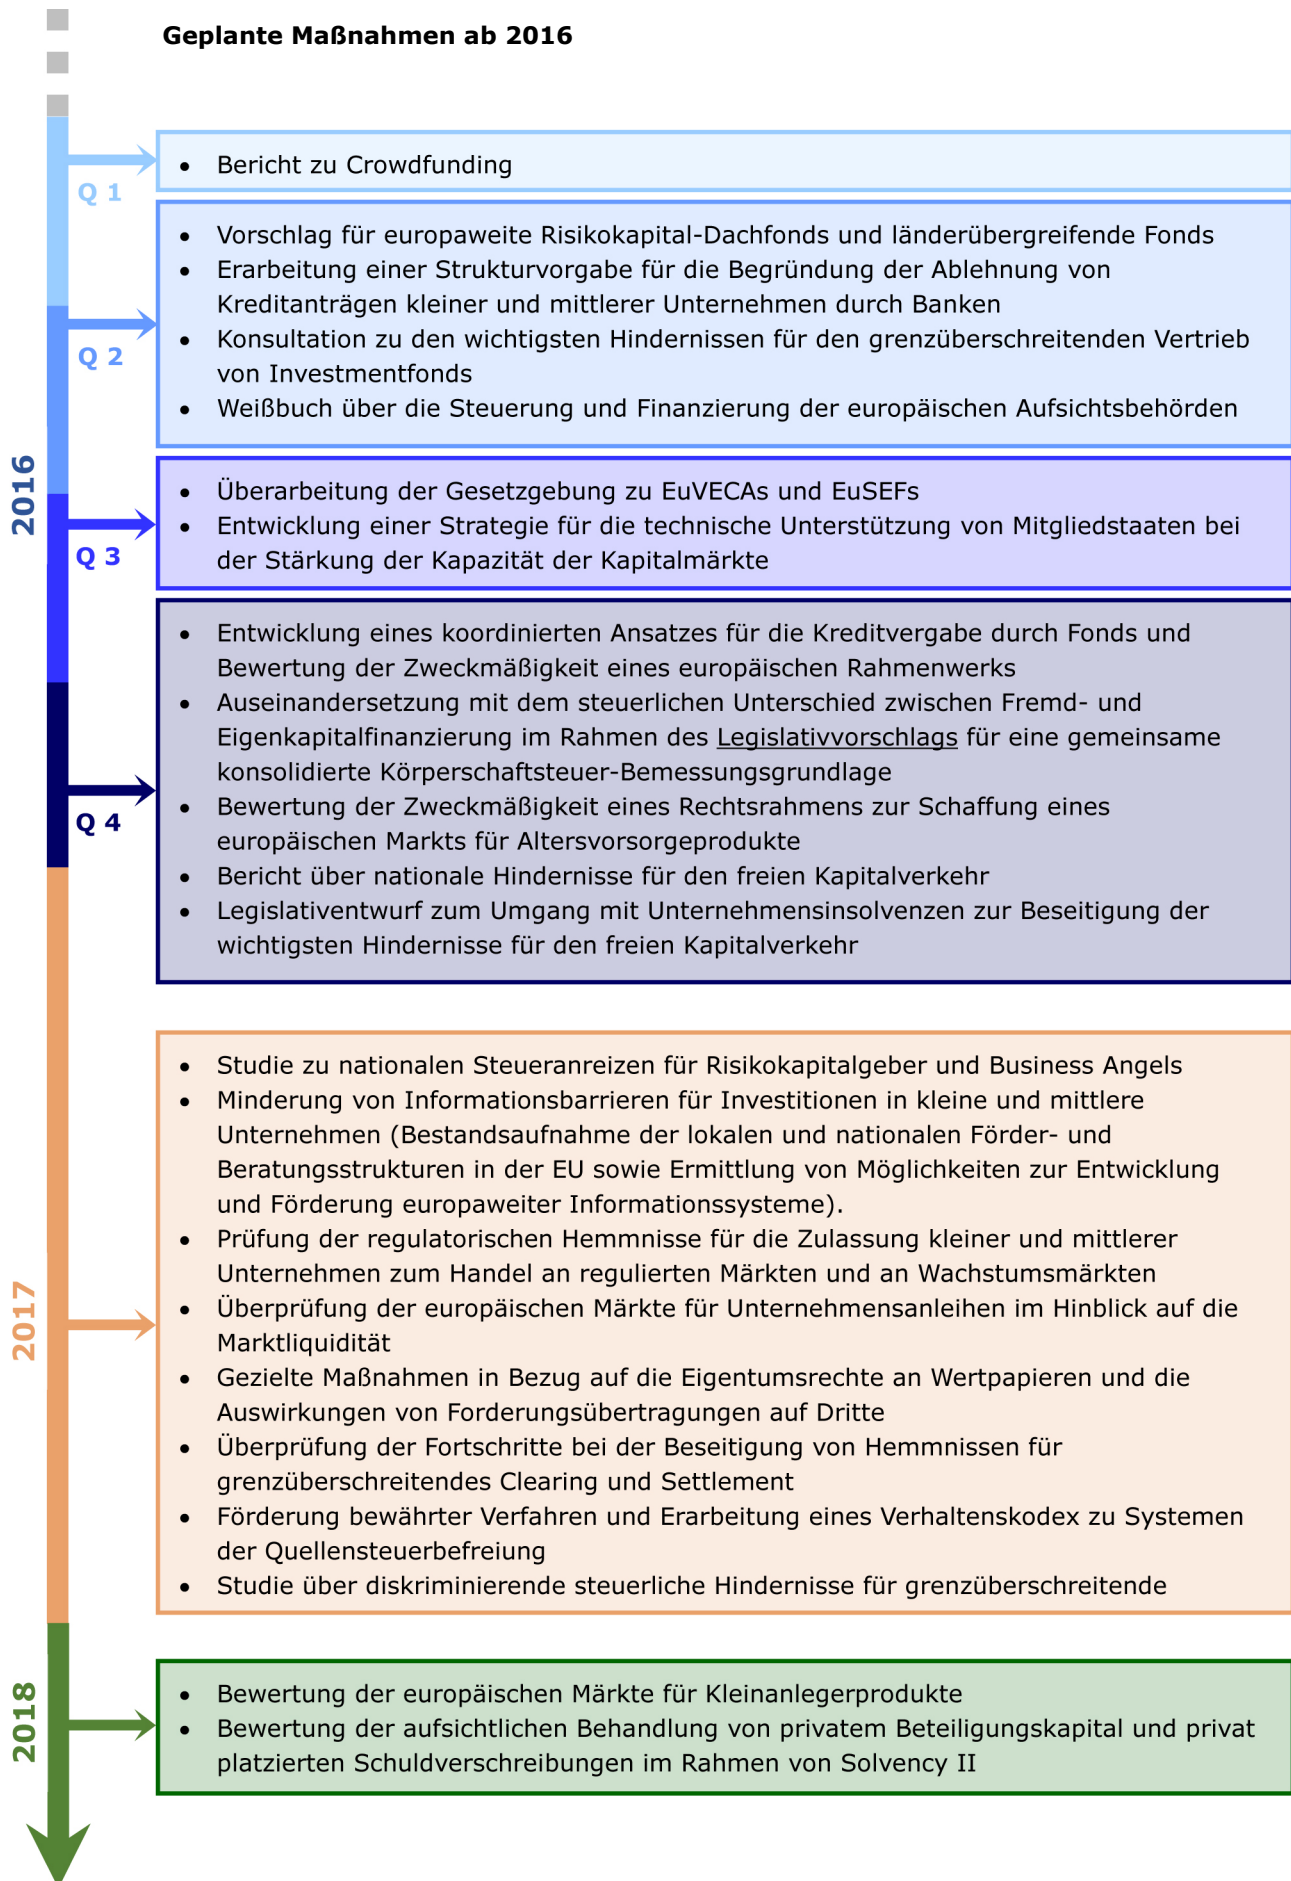 Geplante Maßnahmen ab 2016
2016
Q 1
• Bericht zu Crowdfunding
Q 2
• Vorschlag für europaweite Risikokapital-Dachfonds und länderübergreifende Fonds
• Erarbeitung einer Strukturvorgabe für die Begründung der Ablehnung von
Kreditanträgen kleiner und mittlerer Unternehmen durch Banken
• Konsultation zu den wichtigsten Hindernissen für den grenzüberschreitenden Vertrieb
von Investmentfonds
• Weißbuch über die Steuerung und Finanzierung der europäischen Aufsichtsbehörden
Q 3
• Überarbeitung der Gesetzgebung zu EuVECAs und EuSEFs
• Entwicklung einer Strategie für die technische Unterstützung von Mitgliedstaaten bei
der Stärkung der Kapazität der Kapitalmärkte
Q 4
• Entwicklung eines koordinierten Ansatzes für die Kreditvergabe durch Fonds und
Bewertung der Zweckmäßigkeit eines europäischen Rahmenwerks
• Auseinandersetzung mit dem steuerlichen Unterschied zwischen Fremd- und
Eigenkapitalfinanzierung im Rahmen des Legislativvorschlags für eine gemeinsame
konsolidierte Körperschaftsteuer-Bemessungsgrundlage
• Bewertung der Zweckmäßigkeit eines Rechtsrahmens zur Schaffung eines
europäischen Markts für Altersvorsorgeprodukte
• Bericht über nationale Hindernisse für den freien Kapitalverkehr
• Legislativentwurf zum Umgang mit Unternehmensinsolvenzen zur Beseitigung der
wichtigsten Hindernisse für den freien Kapitalverkehr
2017
• Studie zu nationalen Steueranreizen für Risikokapitalgeber und Business Angels
• Minderung von Informationsbarrieren für Investitionen in kleine und mittlere
Unternehmen (Bestandsaufnahme der lokalen und nationalen Förder- und
Beratungsstrukturen in der EU sowie Ermittlung von Möglichkeiten zur Entwicklung
und Förderung europaweiter Informationssysteme).
• Prüfung der regulatorischen Hemmnisse für die Zulassung kleiner und mittlerer
Unternehmen zum Handel an regulierten Märkten und an Wachstumsmärkten
• Überprüfung der europäischen Märkte für Unternehmensanleihen im Hinblick auf die
Marktliquidität
• Gezielte Maßnahmen in Bezug auf die Eigentumsrechte an Wertpapieren und die
Auswirkungen von Forderungsübertragungen auf Dritte
• Überprüfung der Fortschritte bei der Beseitigung von Hemmnissen für
grenzüberschreitendes Clearing und Settlement
• Förderung bewährter Verfahren und Erarbeitung eines Verhaltenskodex zu Systemen
der Quellensteuerbefreiung
• Studie über diskriminierende steuerliche Hindernisse für grenzüberschreitende
2018
• Bewertung der europäischen Märkte für Kleinanlegerprodukte
• Bewertung der aufsichtlichen Behandlung von privatem Beteiligungskapital und privat
platzierten Schuldverschreibungen im Rahmen von Solvency II